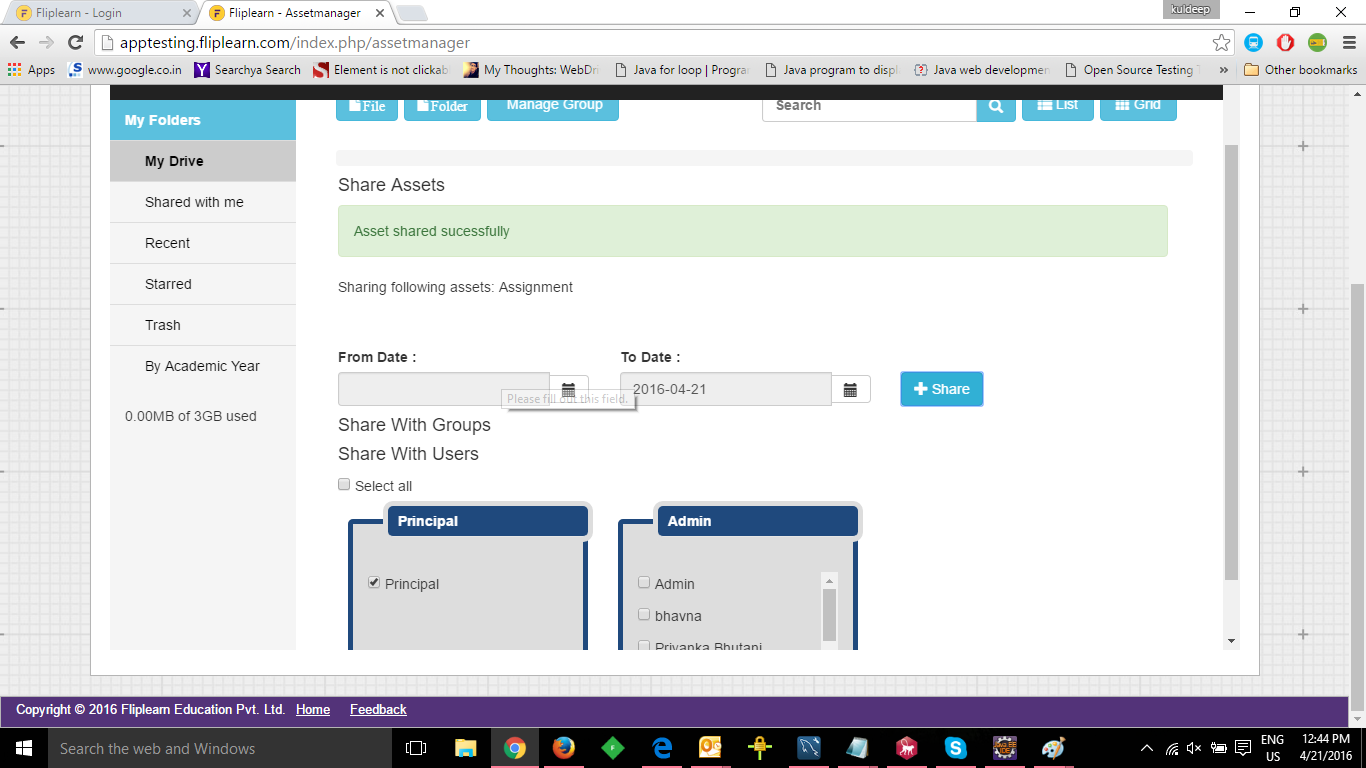 kuldeep
Fliplearn - Login
Fliplearn - Assetmanager
apptesting.fliplearn.com/index.php/assetmanager
Apps
www.google.co.in
Searchya Search
Element is not clickab
My Thoughts: WebDri
Java for loop | Progra
Java program to displ
Java web developmen
Open Source Testing
»
Other bookmarks
My Folders
File
Folder
Manage Group
Search
List
Grid
My Drive
Shared with me
Recent
Starred
Trash
By Academic Year
0.00MB of 3GB used
Share Assets
Asset shared sucessfully
Sharing following assets: Assignment
From Date :
To Date :
2016-04-21
Share
Please fill out this field.
Share With Groups
Share With Users
Select all
Principal
Admin
Principal
Admin
bhavna
Priyanka Bhutani
Copyright © 2016 Fliplearn Education Pvt. Ltd. Home Feedback
Search the web and Windows
ENG
US
12:44 PM
4/21/2016